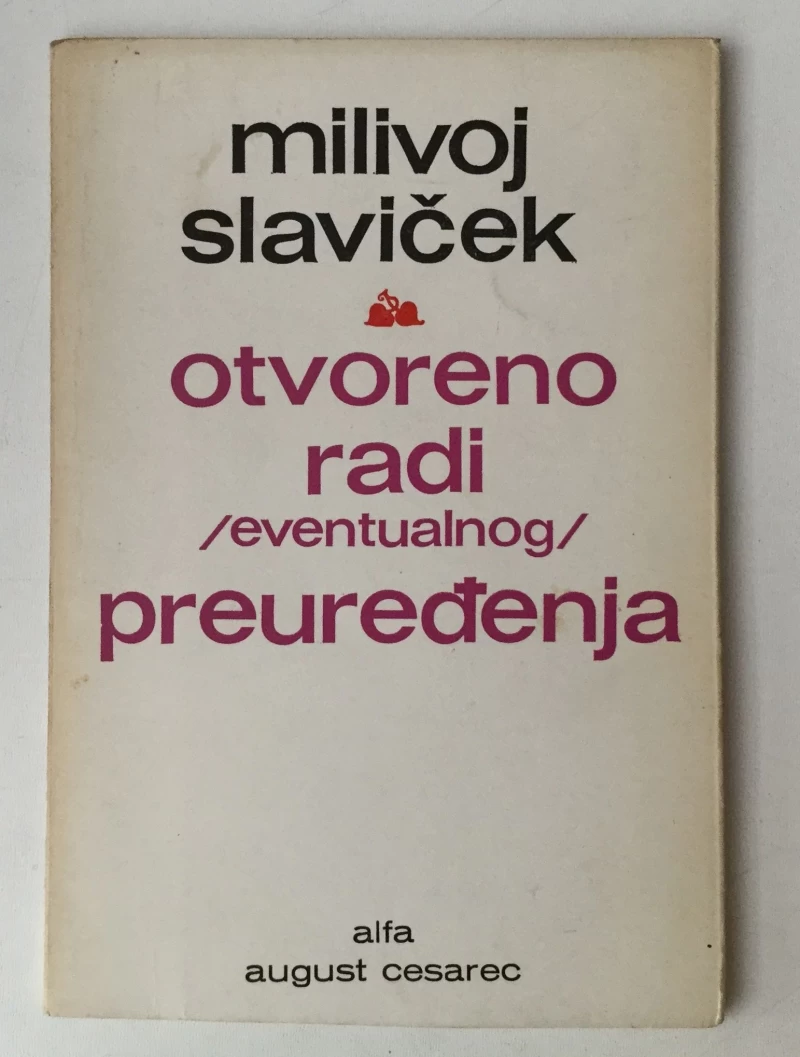 milivoj
slaviček
otvoreno
radi
/eventualnog/
preuređenja
alfa
august cesarec